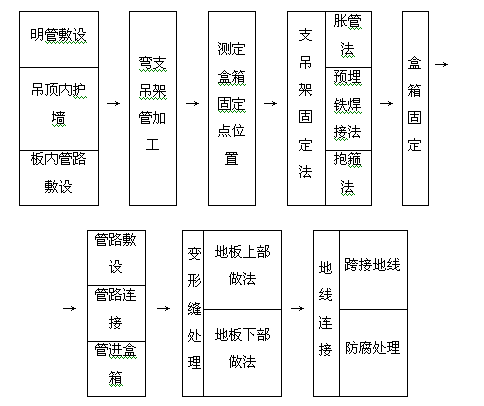 明管敷设
吊顶内护
墙
板内管路
敷设
→
弯支
吊架
管加
工
→
测定
盒箱
固定
点位
置
→
支
吊
架
固
定
法
胀管
法
预埋
铁焊
接法
抱箍
法
→
盒
箱
固
定
→
→
管路敷
设
管路连
接
管进盒
箱
→
变
形
缝
处
理
地板上部
做法
地板下部
做法
→
地
线
连
接
跨接地线
防腐处理